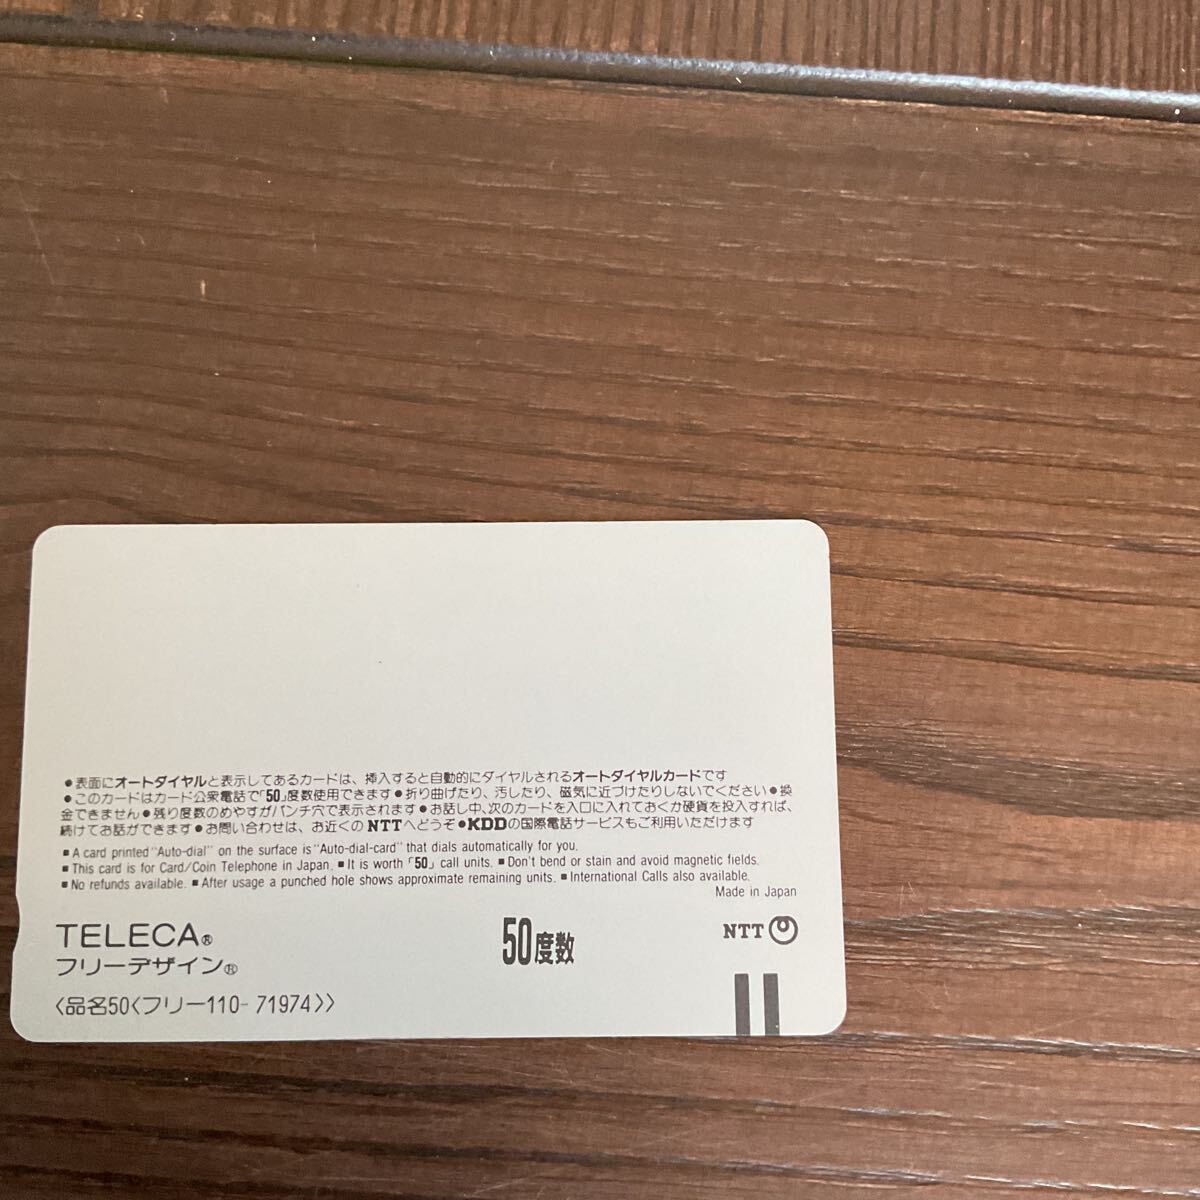 ●表面にオートダイヤルと表示してあるカードは、挿入すると自動的にダイヤルされるオートダイヤルカードです
●このカードはカード公衆電話で「50」度数使用できます●折り曲げたり、汚したり、磁気に近づけたりしないでください●換
金できません●残り度数のめやすがパンチ穴で表示されます●お話し中、次のカードを入口に入れておくか硬貨を投入すれば、
続けてお話ができます●お問い合わせは、お近くのNTTへどうぞ●KDDの国際電話サービスもご利用いただけます
■A card printed "Auto-dial" on the surface is "Auto-dial-card" that dials automatically for you.
■This card is for Card/Coin Telephone in Japan. ■It is worth「50」call units. ■Don't bend or stain and avoid magnetic fields.
■No refunds available. ■After usage a punched hole shows approximate remaining units. ■International Calls also available.
Made in Japan
TELECA®
フリーデザイン®
50度数
NTT
〈品名50〈フリー110-71974〉〉